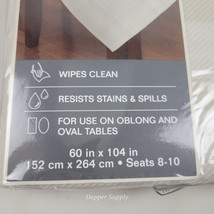 WIPES CLEAN
RESISTS STAINS & SPILLS
FOR USE ON OBLONG AND
OVAL TABLES
60 in x 104 in
152 cm x 264 cm • Seats 8-10
Dapper Supply